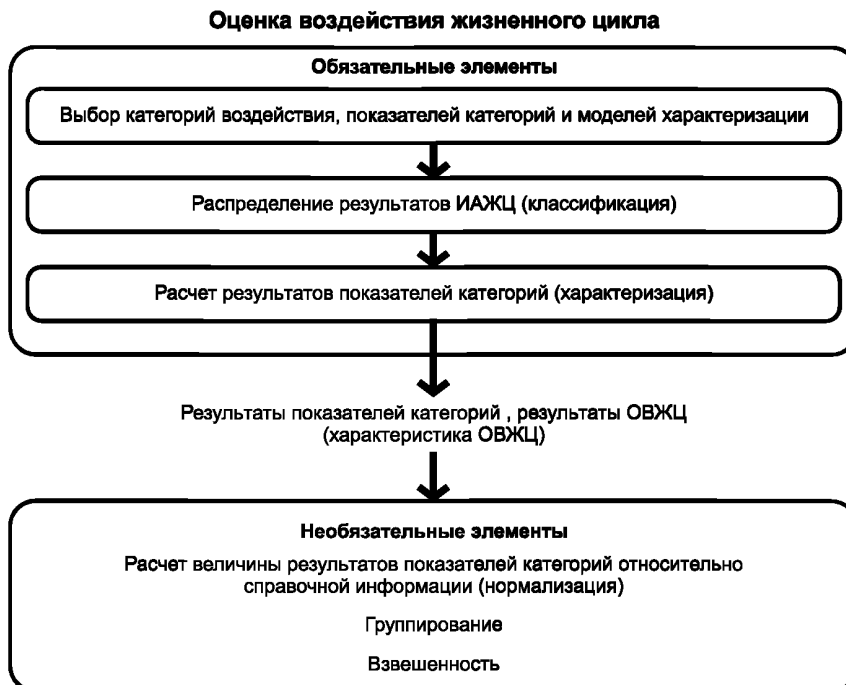 Оценка воздействия жизненного цикла
Обязательные элементы
Выбор категорий воздействия, показателей категорий и моделей характеризации
Распределение результатов ИАЖЦ (классификация)
Расчет результатов показателей категорий (характеризация)
Результаты показателей категорий , результаты ОВЖЦ
(характеристика ОВЖЦ)
Необязательные элементы
Расчет величины результатов показателей категорий относительно
справочной информации (нормализация)
Группирование
Взвешенность